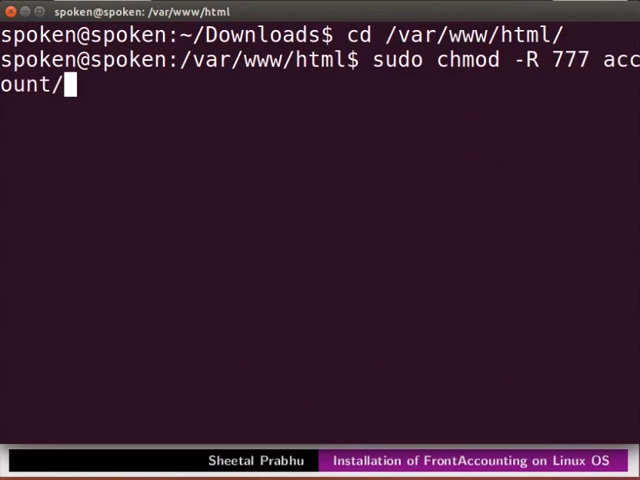 spoken@spoken: /var/www/html
spoken@spoken:~/Downloads$ cd /var/www/html/
spoken@spoken:/var/www/html$ sudo chmod -R 777 acc
ount/
Sheetal Prabhu
Installation of FrontAccounting on Linux OS